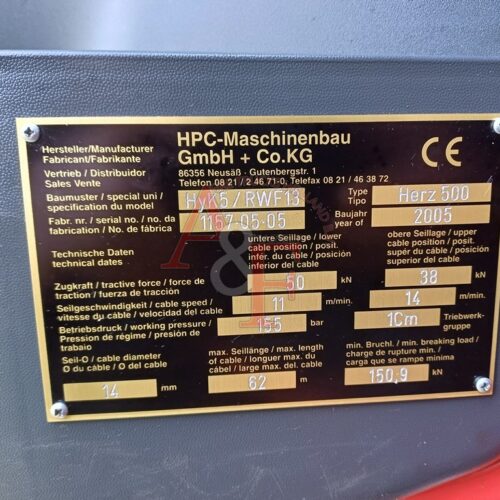 HPC-Maschinenbau
GmbH + Co.KG
CE
Hersteller/Manufacturer
Fabricant/Fabrikante
Vertrieb / Distribuidor
Sales Vente
86356 Neusäß · Gutenbergstr. 1
Telefon 08 21 / 2 46 71-0, Telefax 08 21 / 46 38 72
Baumuster / special uni /
specification du model
H / RWF13
Type
Tipo
Herz 500
Fabr. nr. / serial no. / no. da
fabrication / No. de fábrica
1157-05-05
Baujahr
year of
2005
Technische Daten
technical dates
untere Seillage / lower
cable position / posit.
infér. du câble / posición
inferior del cable
obere Seillage / upper
cable position / posit.
supér du câble / posición
superior del cable
Zugkraft / tractive force / force de
traction / fuerza de tracción
50
kN
38
kN
Seilgeschwindigkeit / cable speed /
vitesse du câble / velocidad del cable
11
m/min.
14
m/min.
Betriebsdruck / working pressure /
Pression de régime / presión de
trabaio
155
bar
1Cm
Triebwerk-
gruppe
Seil-Ø / cable diameter
Ø du câble / Ø del cable
14
mm
max. Seillänge / max. length
of cable / longuer max. du
cábel / large max. del cable
62
m
min. Bruchl. / min. breaking load /
charge de rupture min. /
carga que se rampe minima
150,9
kN
A&F
LAND